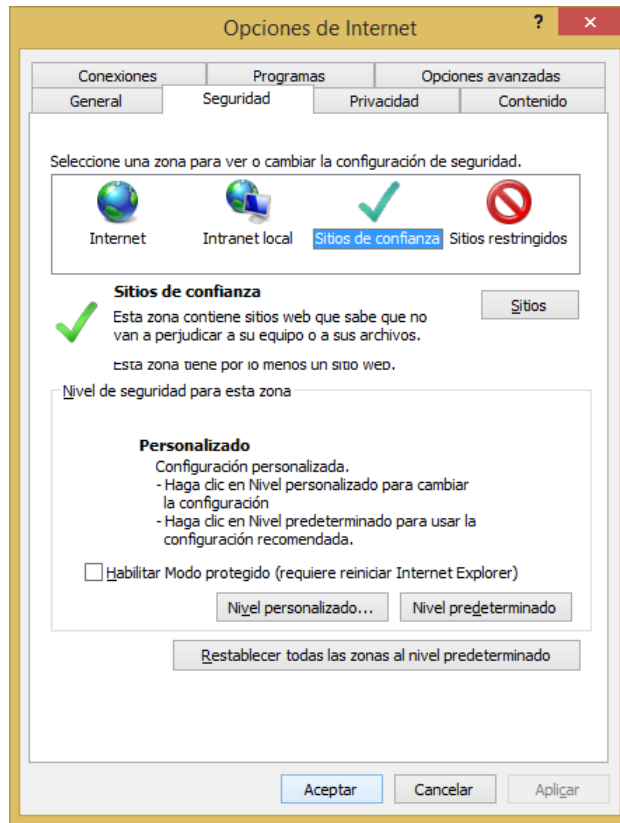 Opciones de Internet
?
×
Conexiones
Programas
Opciones avanzadas
General
Seguridad
Privacidad
Contenido
Seleccione una zona para ver o cambiar la configuración de seguridad.
Internet
Intranet local
Sitios de confianza
Sitios restringidos
Sitios de confianza
Esta zona contiene sitios web que sabe que no
van a perjudicar a su equipo o a sus archivos.
Esta zona tiene por lo menos un sitio web.
Sitios
Nivel de seguridad para esta zona
Personalizado
Configuración personalizada.
- Haga clic en Nivel personalizado para cambiar
la configuración
- Haga clic en Nivel predeterminado para usar la
configuración recomendada.
Habilitar Modo protegido (requiere reiniciar Internet Explorer)
Nivel personalizado...
Nivel predeterminado
Restablecer todas las zonas al nivel predeterminado
Aceptar
Cancelar
Aplicar